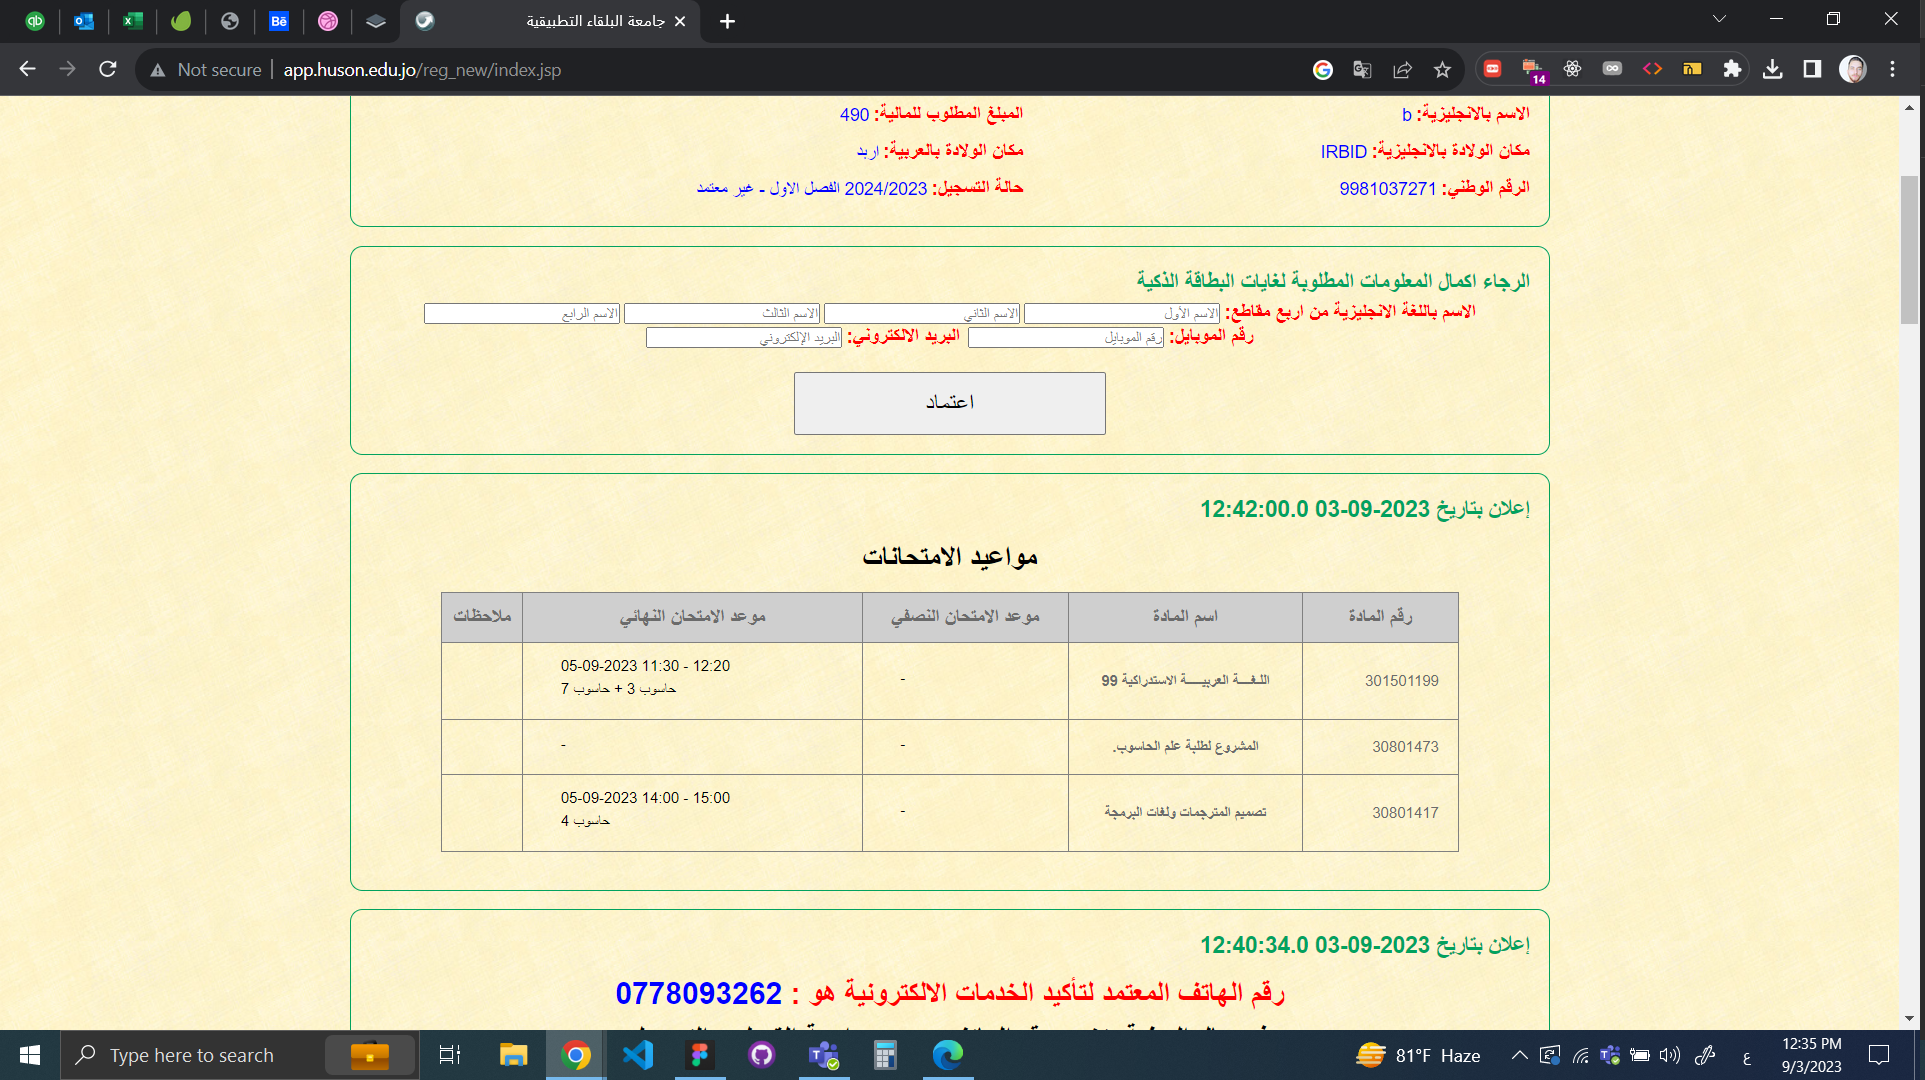 جامعة البلقاء التطبيقية
Not secure
app.huson.edu.jo/reg_new/index.jsp
14
الاسم بالانجليزية: b
المبلغ المطلوب للمالية: 490
مكان الولادة بالانجليزية: IRBID
مكان الولادة بالعربية: اربد
الرقم الوطني: 9981037271
حالة التسجيل: 2024/2023 الفصل الاول - غير معتمد
الرجاء اكمال المعلومات المطلوبة لغايات البطاقة الذكية
الاسم باللغة الانجليزية من اربع مقاطع: الاسم الأول الاسم الثاني الاسم الثالث الاسم الرابع
رقم الموبايل: رقم الموبايل البريد الالكتروني: البريد الإلكتروني
اعتماد
إعلان بتاريخ 2023-09-03 12:42:00.0
مواعيد الامتحانات
رقم المادة اسم المادة موعد الامتحان النصفي موعد الامتحان النهائي ملاحظات
301501199 اللغة العربية الاستدراكية 99 - 05-09-2023 11:30 - 12:20
حاسوب 3 + حاسوب 7
30801473 المشروع لطلبة علم الحاسوب. - -
30801417 تصميم المترجمات ولغات البرمجة - 05-09-2023 14:00 - 15:00
حاسوب 4
إعلان بتاريخ 2023-09-03 12:40:34.0
رقم الهاتف المعتمد لتأكيد الخدمات الالكترونية هو : 0778093262
Type here to search
81°F Haze
ع
12:35 PM
9/3/2023